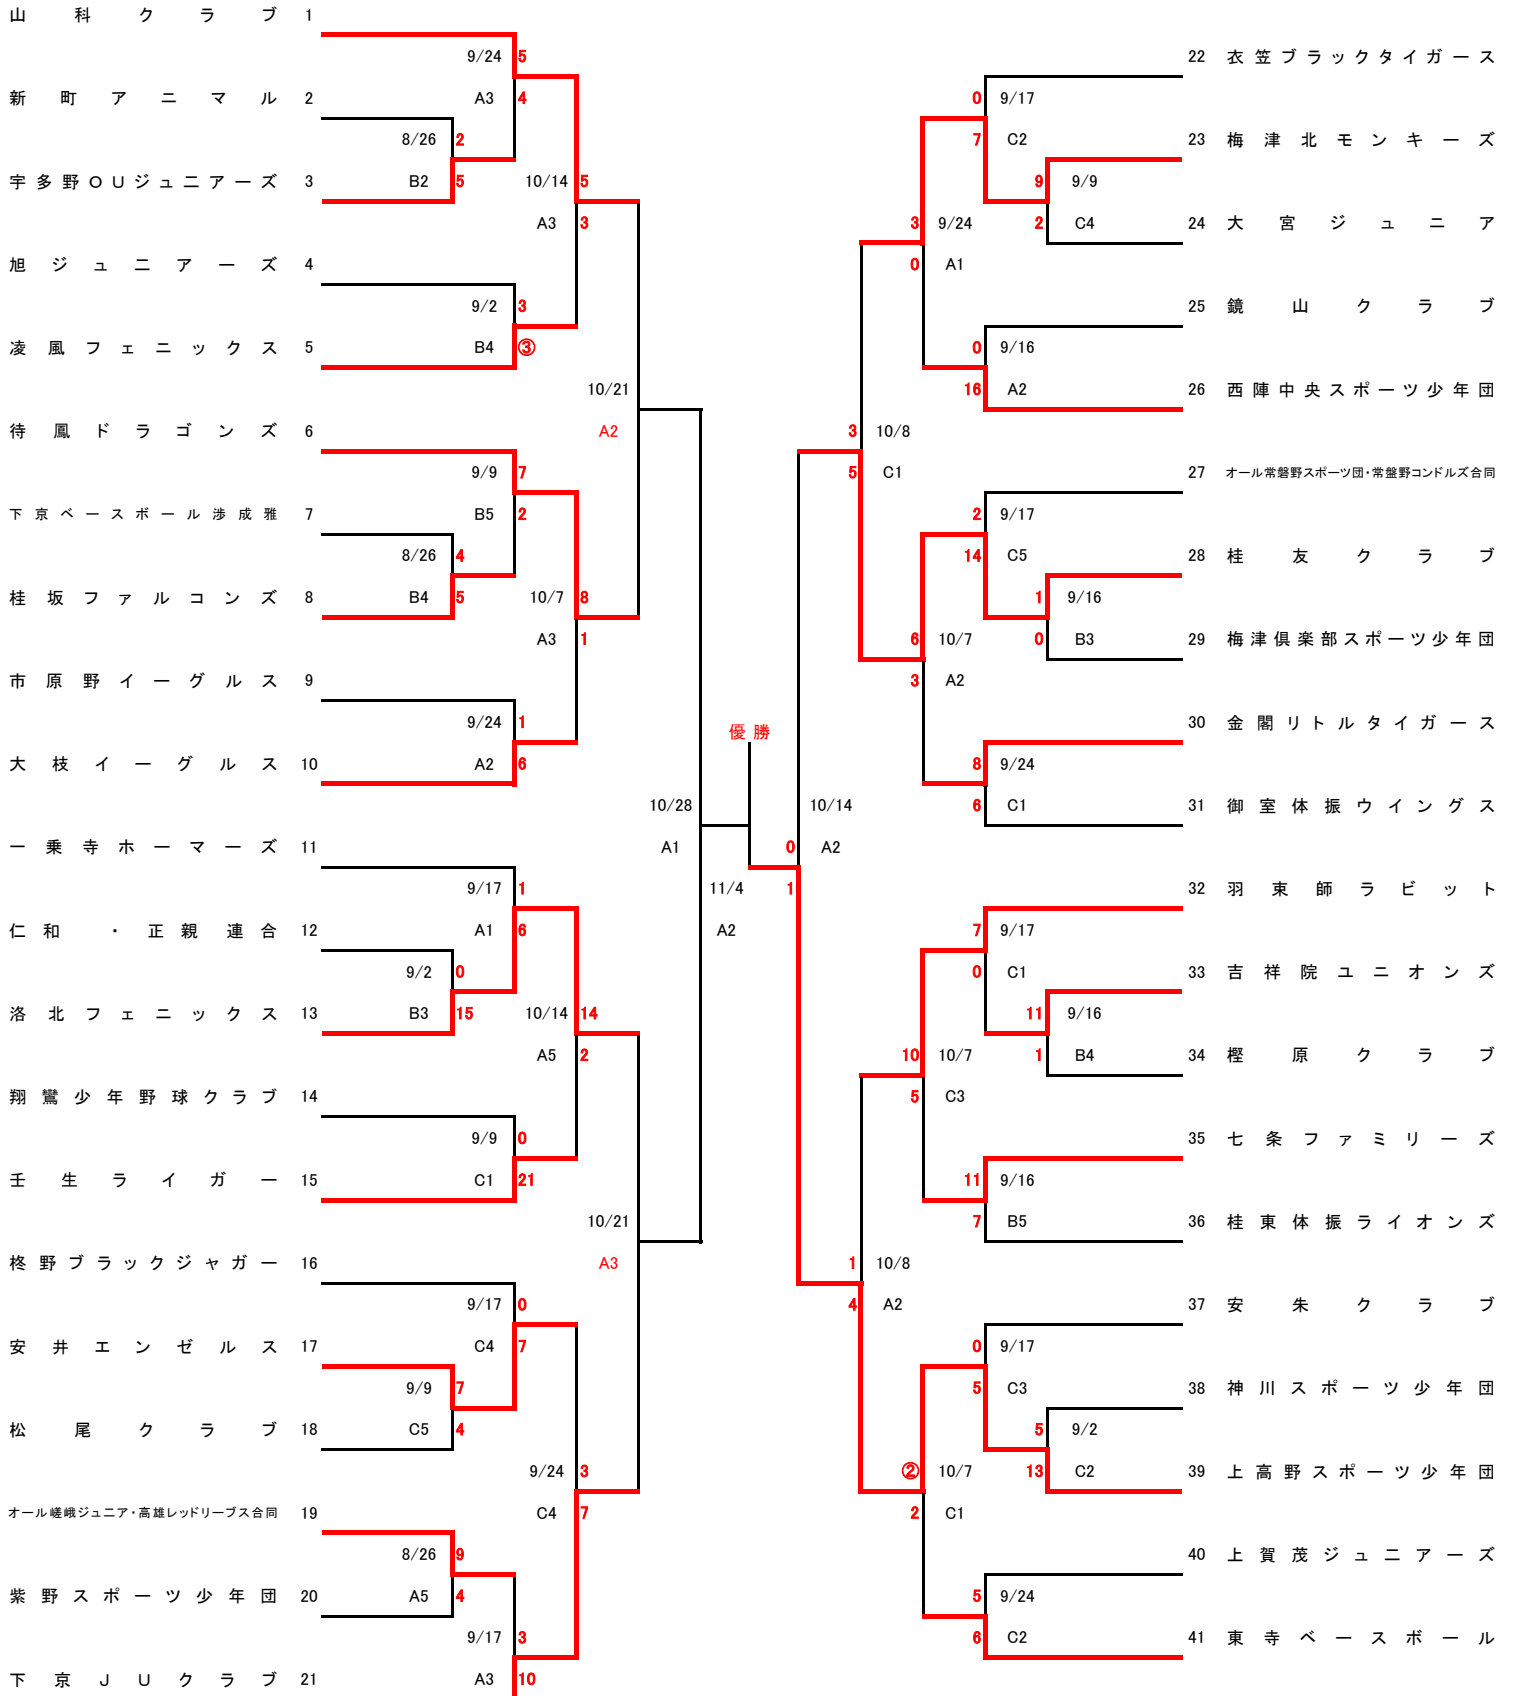 山科クラブ 1
9/24 5
22 衣笠ブラックタイガース
新町アニマル 2
A3 4
0 9/17
8/26 2
7 C2
23 梅津北モンキーズ
宇多野OUジュニアーズ 3
B2 5
10/14 5
9 9/9
A3 3
3 9/24
2 C4
24 大宮ジュニア
旭ジュニアーズ 4
0 A1
9/2 3
25 鏡山クラブ
凌風フェニックス 5
B4 ③
0 9/16
10/21
16 A2
26 西陣中央スポーツ少年団
待鳳ドラゴンズ 6
A2
3 10/8
9/9 7
5 C1
27 オール常磐野スポーツ団・常盤野コンドルズ合同
下京ベースボール渉成雅 7
B5 2
2 9/17
8/26 4
14 C5
28 桂友クラブ
桂坂ファルコンズ 8
B4 5
10/7 8
1 9/16
A3 1
6 10/7
0 B3
29 梅津倶楽部スポーツ少年団
市原野イーグルス 9
3 A2
9/24 1
優勝
30 金閣リトルタイガース
大枝イーグルス 10
A2 6
8 9/24
10/28
10/14
6 C1
31 御室体振ウイングス
一乗寺ホーマーズ 11
A1
0 A2
9/17 1
11/4
1
32 羽束師ラビット
仁和・正親連合 12
A1 6
A2
7 9/17
9/2 0
0 C1
33 吉祥院ユニオンズ
洛北フェニックス 13
B3 15
10/14 14
11 9/16
A5 2
10 10/7
1 B4
34 樫原クラブ
翔鸞少年野球クラブ 14
5 C3
9/9 0
35 七条ファミリーズ
壬生ライガー 15
C1 21
11 9/16
10/21
7 B5
36 桂東体振ライオンズ
柊野ブラックジャガー 16
A3
1 10/8
9/17 0
4 A2
37 安朱クラブ
安井エンゼルス 17
C4 7
0 9/17
9/9 7
5 C3
38 神川スポーツ少年団
松尾クラブ 18
C5 4
5 9/2
9/24 3
② 10/7
13 C2
39 上高野スポーツ少年団
オール嵯峨ジュニア・高雄レッドリーブス合同 19
C4 7
2 C1
8/26 9
40 上賀茂ジュニアーズ
紫野スポーツ少年団 20
A5 4
5 9/24
9/17 3
6 C2
41 東寺ベースボール
下京JUクラブ 21
A3 10